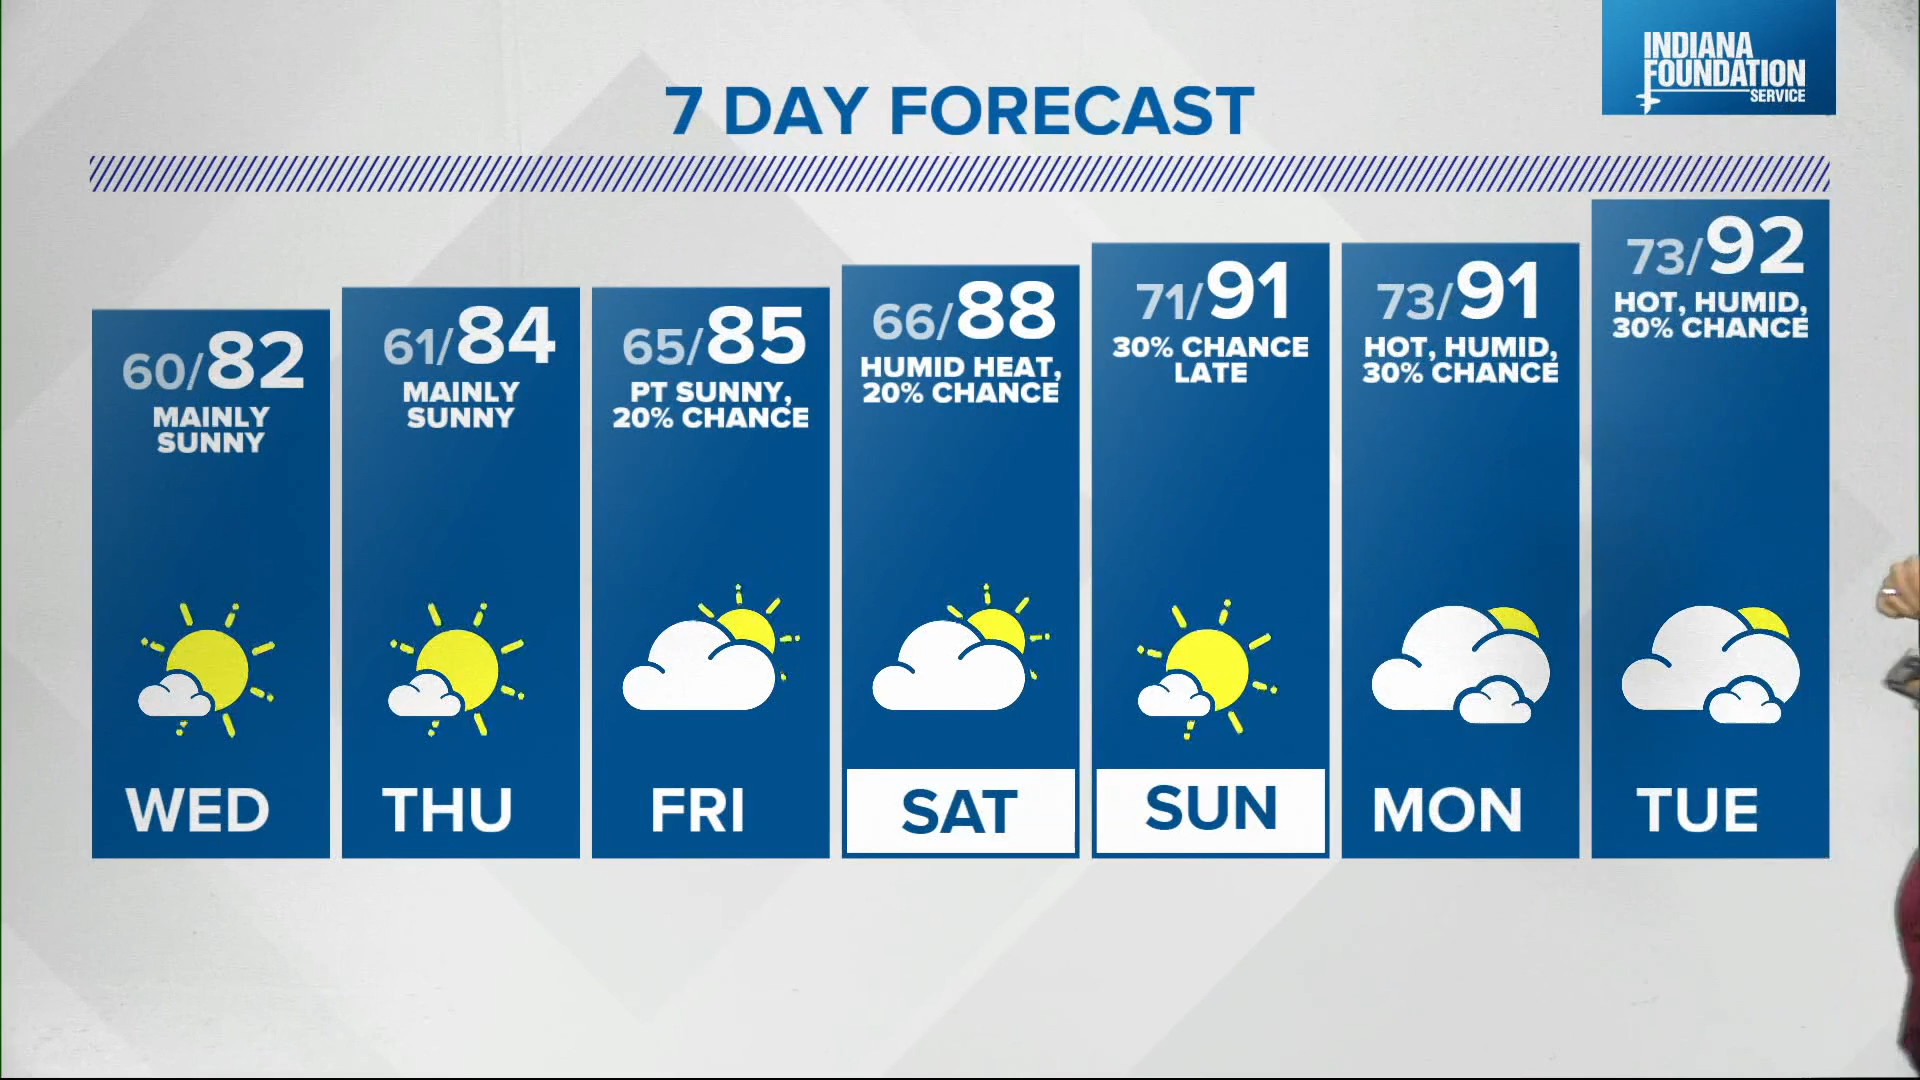 INDIANA
FOUNDATION
SERVICE
7 DAY FORECAST
60/82
MAINLY
SUNNY
WED
61/84
MAINLY
SUNNY
THU
65/85
PT SUNNY,
20% CHANCE
FRI
66/88
HUMID HEAT,
20% CHANCE
SAT
71/91
30% CHANCE
LATE
SUN
73/91
HOT, HUMID,
30% CHANCE
MON
73/92
HOT, HUMID,
30% CHANCE
TUE